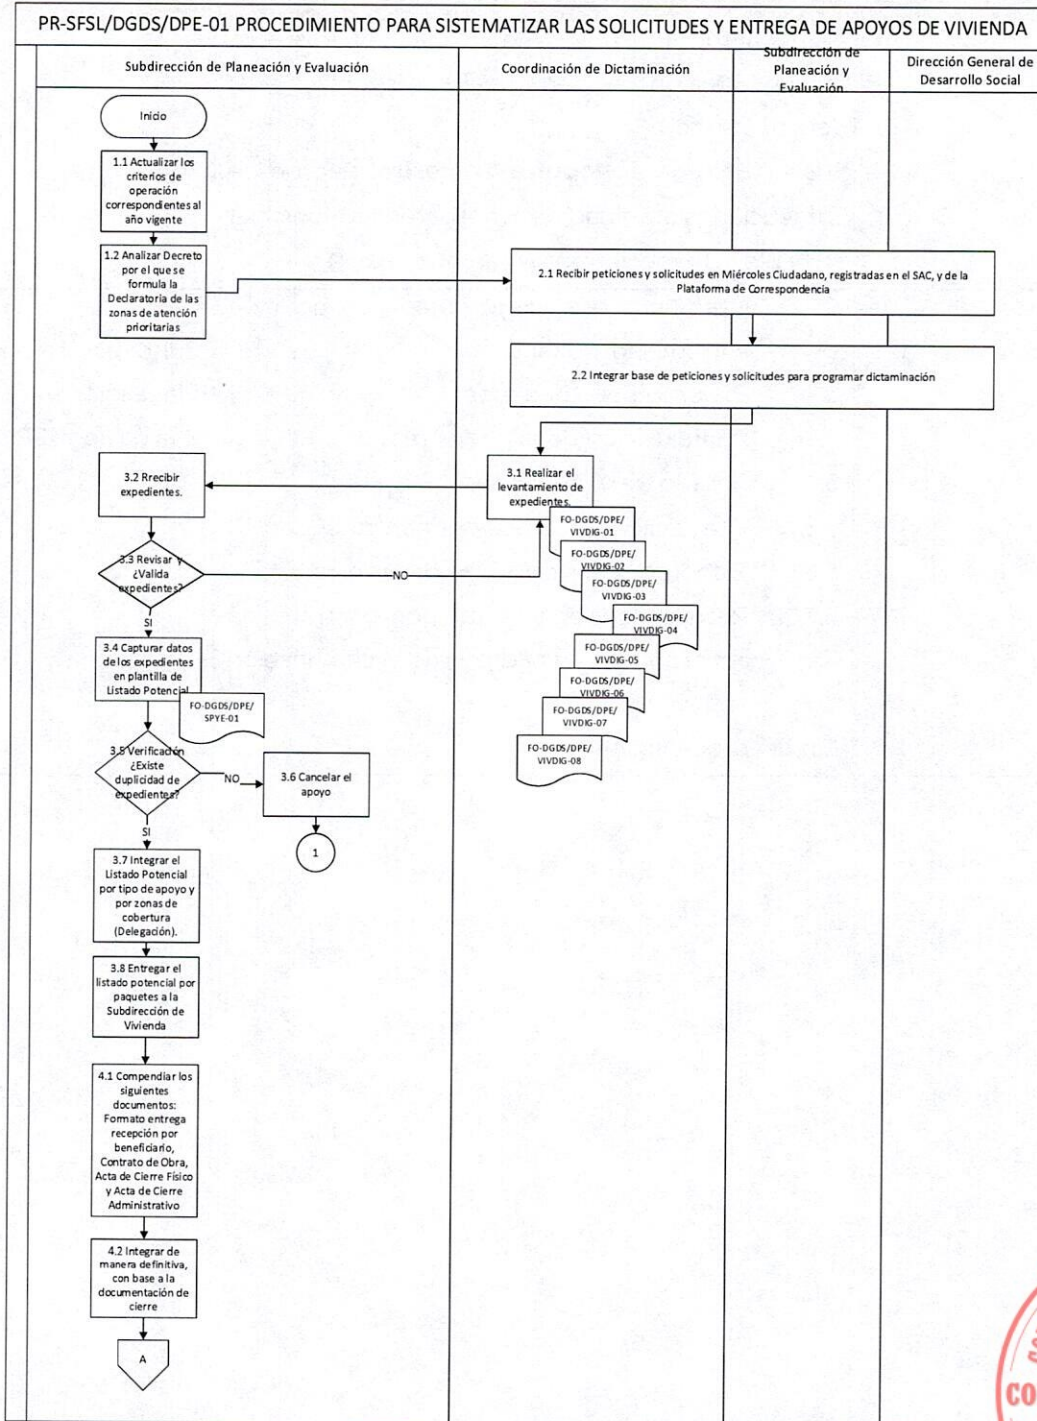 PR-SFSL/DGDS/DPE-01 PROCEDIMIENTO PARA SISTEMATIZAR LAS SOLICITUDES Y ENTREGA DE APOYOS DE VIVIENDA
Subdirección de Planeación y Evaluación
Coordinación de Dictaminación
Subdirección de
Planeación y
Evaluación
Dirección General de
Desarrollo Social
Inicio
1.1 Actualizar los
criterios de
operación
correspondientes al
año vigente
1.2 Analizar Decreto
por el que se
formula la
Declaratoria de las
zonas de atención
prioritarias
2.1 Recibir peticiones y solicitudes en Miércoles Ciudadano, registradas en el SAC, y de la
Plataforma de Correspondencia
2.2 Integrar base de peticiones y solicitudes para programar dictaminación
3.1 Realizar el
levantamiento de
expedientes.
FO-DGDS/DPE/
VIVDIG-01
FO-DGDS/DPE/
VIVDIG-02
FO-DGDS/DPE/
VIVDIG-03
FO-DGDS/DPE/
VIVDIG-04
FO-DGDS/DPE/
VIVDIG-05
FO-DGDS/DPE/
VIVDIG-06
FO-DGDS/DPE/
VIVDIG-07
FO-DGDS/DPE/
VIVDIG-08
3.2 Rrecibir
expedientes.
3.3 Revisar y
¿Valida
expedientes?
NO
SI
3.4 Capturar datos
de los expedientes
en plantilla de
Listado Potencial
FO-DGDS/DPE/
SPYE-01
3.5 Verificación
¿Existe
duplicidad de
expedientes?
NO
3.6 Cancelar el
apoyo
1
SI
3.7 Integrar el
Listado Potencial
por tipo de apoyo y
por zonas de
cobertura
(Delegación).
3.8 Entregar el
listado potencial por
paquetes a la
Subdirección de
Vivienda
4.1 Compendiar los
siguientes
documentos:
Formato entrega
recepción por
beneficiario,
Contrato de Obra,
Acta de Cierre Físico
y Acta de Cierre
Administrativo
4.2 Integrar de
manera definitiva,
con base a la
documentación de
cierre
A